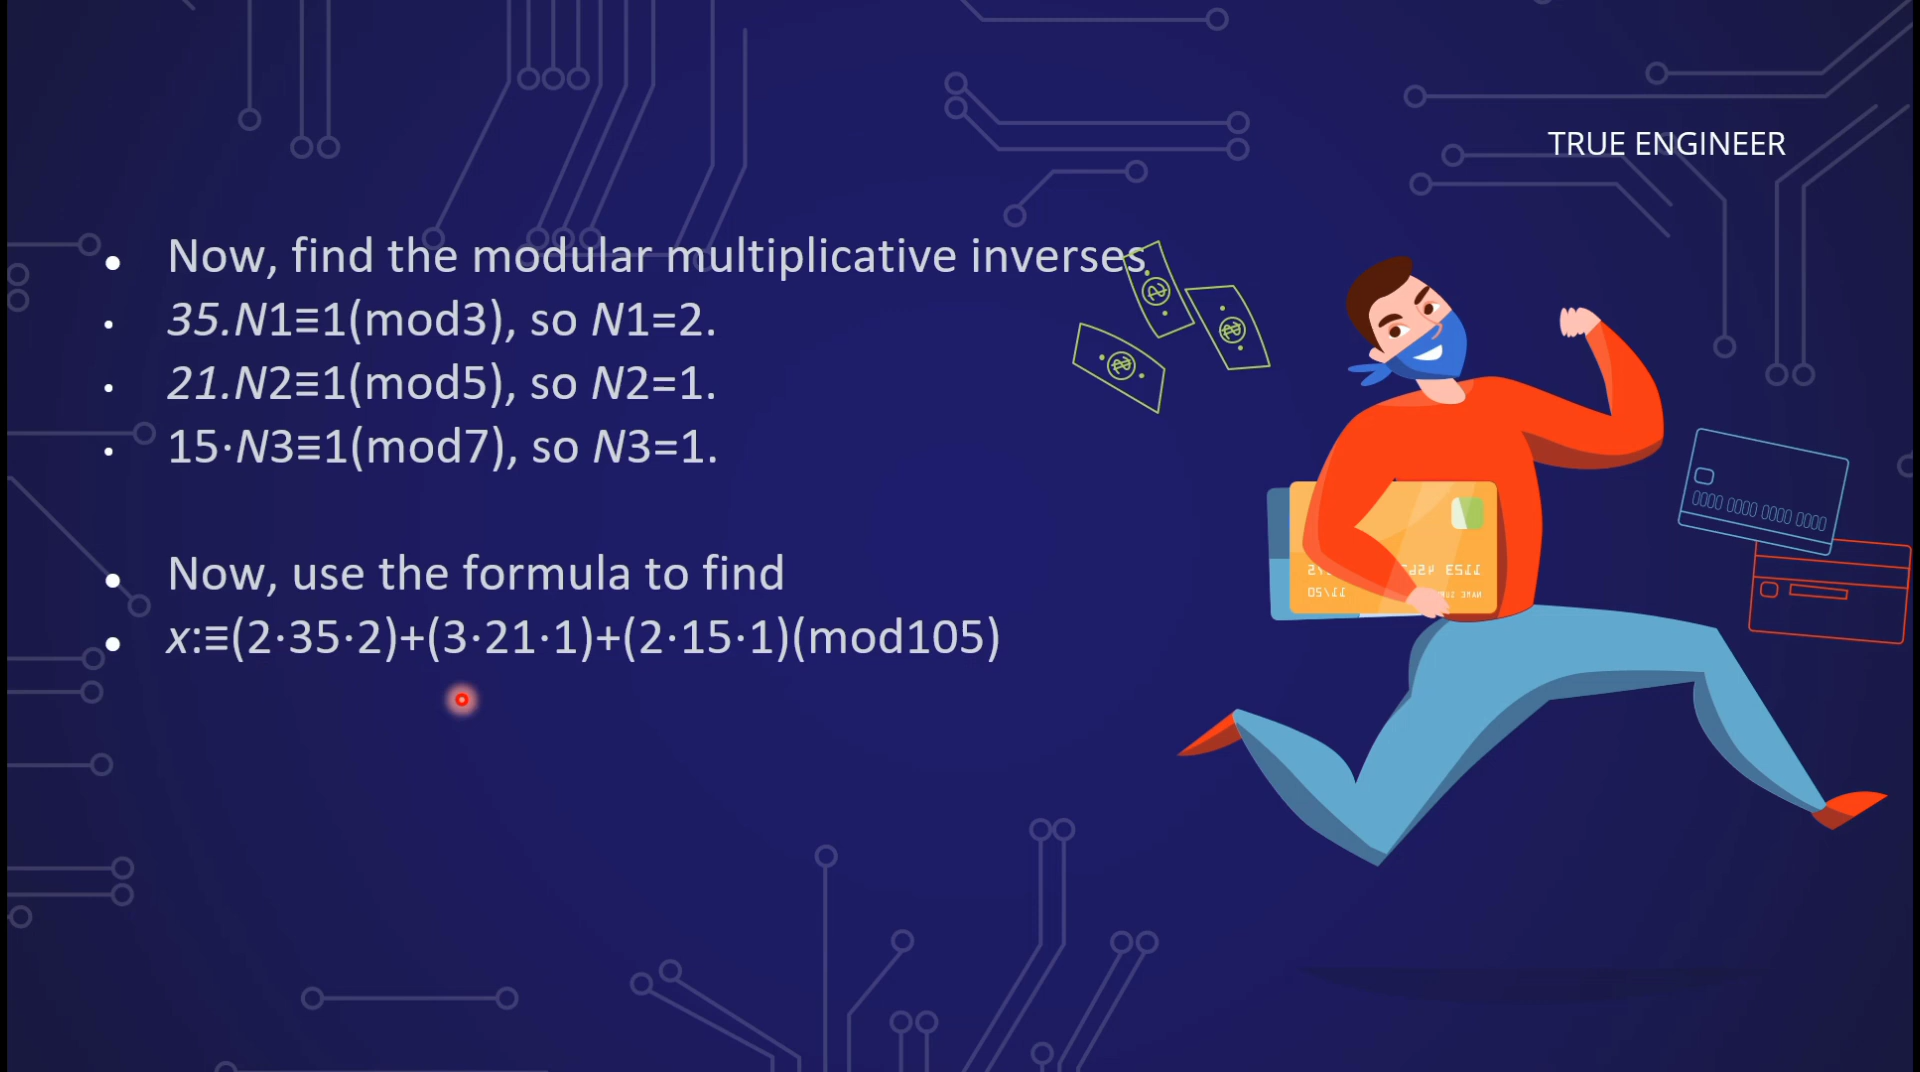 TRUE ENGINEER
Now, find the modular multiplicative inverses
35.N1≡1(mod3), so N1=2.
21.N2≡1(mod5), so N2=1.
15·N3≡1(mod7), so N3=1.
Now, use the formula to find
x:≡(2·35·2)+(3·21·1)+(2·15·1)(mod105)